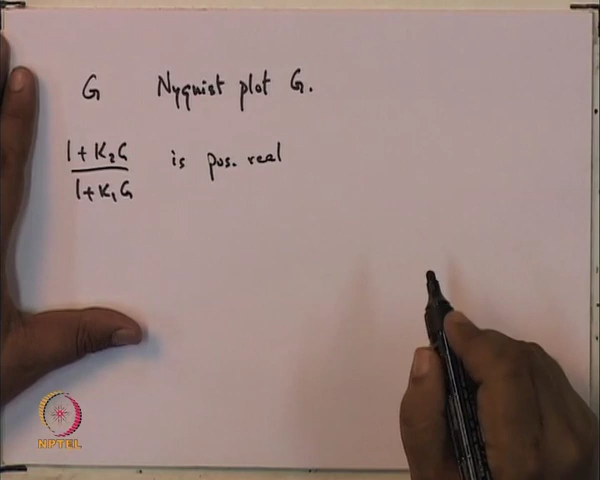 G Nyquist plot G.
1+K₂G / 1+K₁G is pos. real
NPTEL